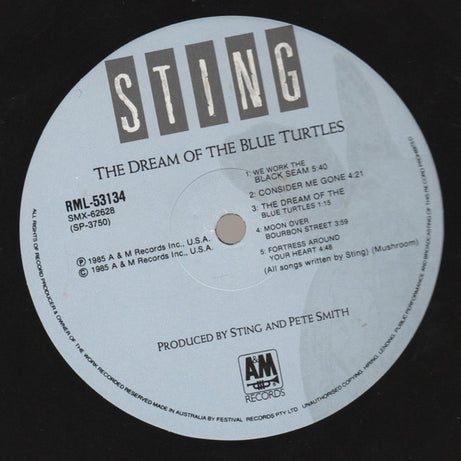 STING
THE DREAM OF THE BLUE TURTLES
RML-53134
SMX-62628
(SP-3750)
℗ 1985 A & M Records Inc., U.S.A.
© 1985 A & M Records Inc., U.S.A.
1: WE WORK THE
BLACK SEAM 5:40
2: CONSIDER ME GONE 4:21
3: THE DREAM OF THE
BLUE TURTLES 1:15
4: MOON OVER
BOURBON STREET 3:59
5: FORTRESS AROUND
YOUR HEART 4:48
(All songs written by Sting) (Mushroom)
PRODUCED BY STING AND PETE SMITH
A&M
RECORDS
ALL RIGHTS OF RECORD PRODUCER & OWNER OF THE WORK RECORDED RESERVED MADE IN AUSTRALIA BY FESTIVAL RECORDS PTY LTD UNAUTHORISED COPYING, HIRING, LENDING, PUBLIC PERFORMANCE AND BROADCASTING OF THIS RECORD PROHIBITED